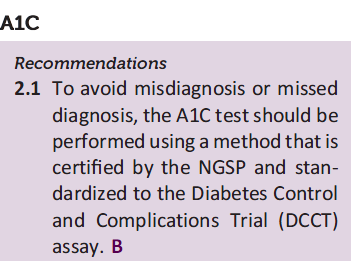 A1C
Recommendations
2.1 To avoid misdiagnosis or missed
diagnosis, the A1C test should be
performed using a method that is
certified by the NGSP and stan-
dardized to the Diabetes Control
and Complications Trial (DCCT)
assay. B